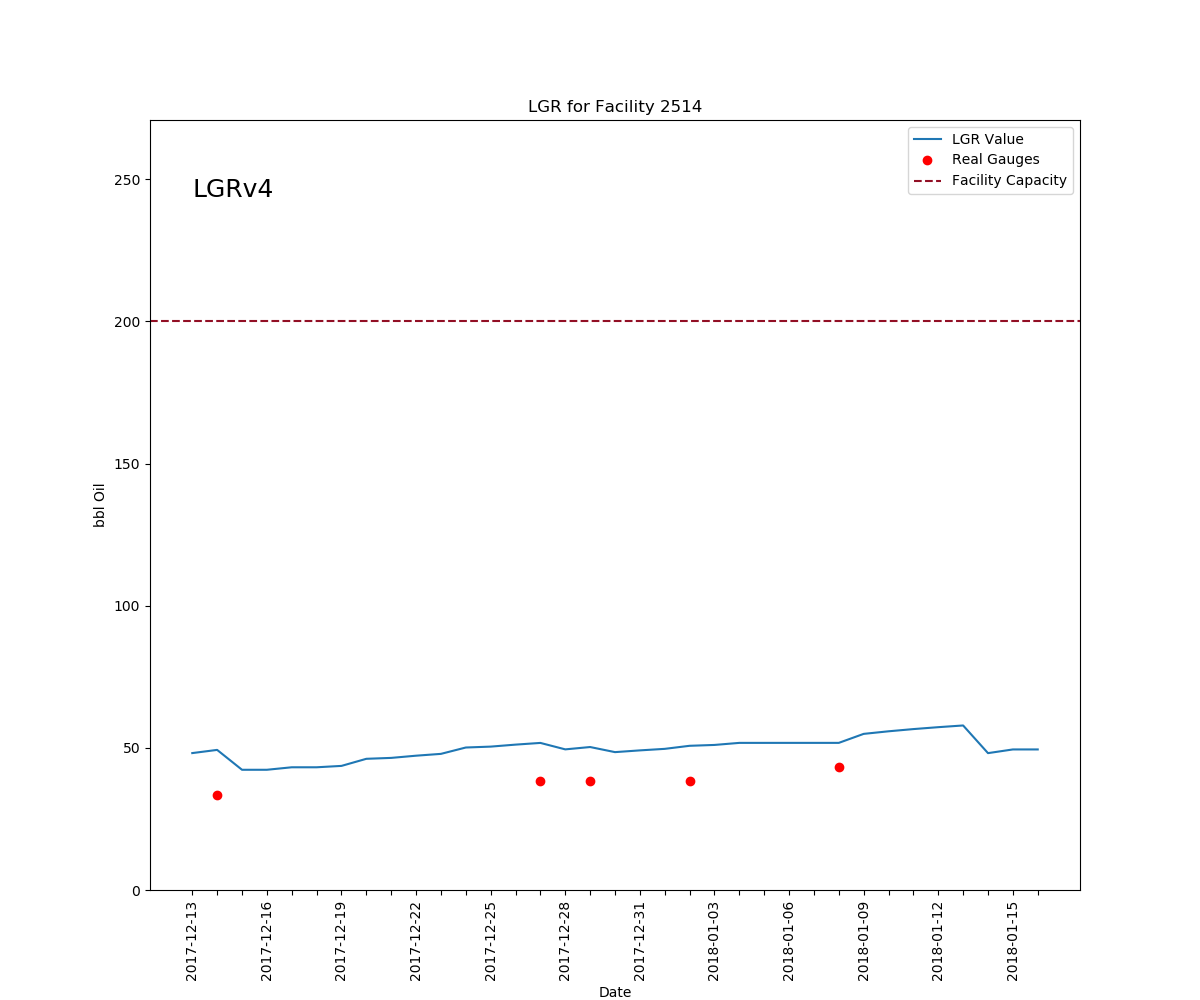 LGR for Facility 2514
LGRv4
LGR Value
Real Gauges
Facility Capacity
250
200
150
100
50
0
bbl Oil
2017-12-13
2017-12-16
2017-12-19
2017-12-22
2017-12-25
2017-12-28
2017-12-31
2018-01-03
2018-01-06
2018-01-09
2018-01-12
2018-01-15
Date